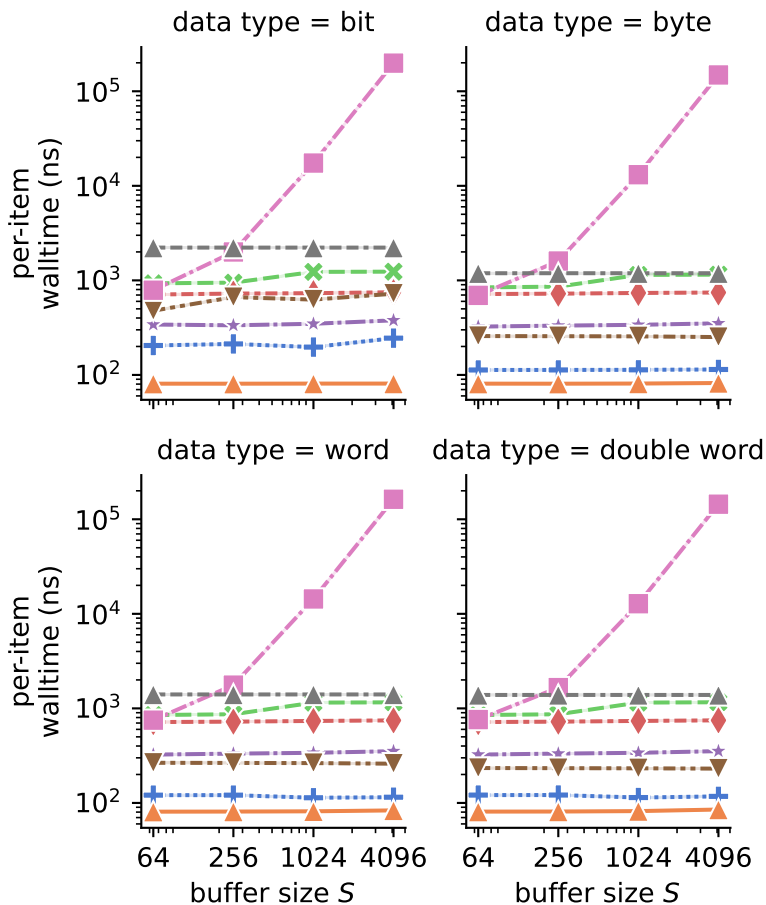 data type = bit
data type = byte
per-item
walltime (ns)
10^5
10^4
10^3
10^2
data type = word
data type = double word
per-item
walltime (ns)
10^5
10^4
10^3
10^2
64 256 1024 4096
64 256 1024 4096
buffer size S
buffer size S